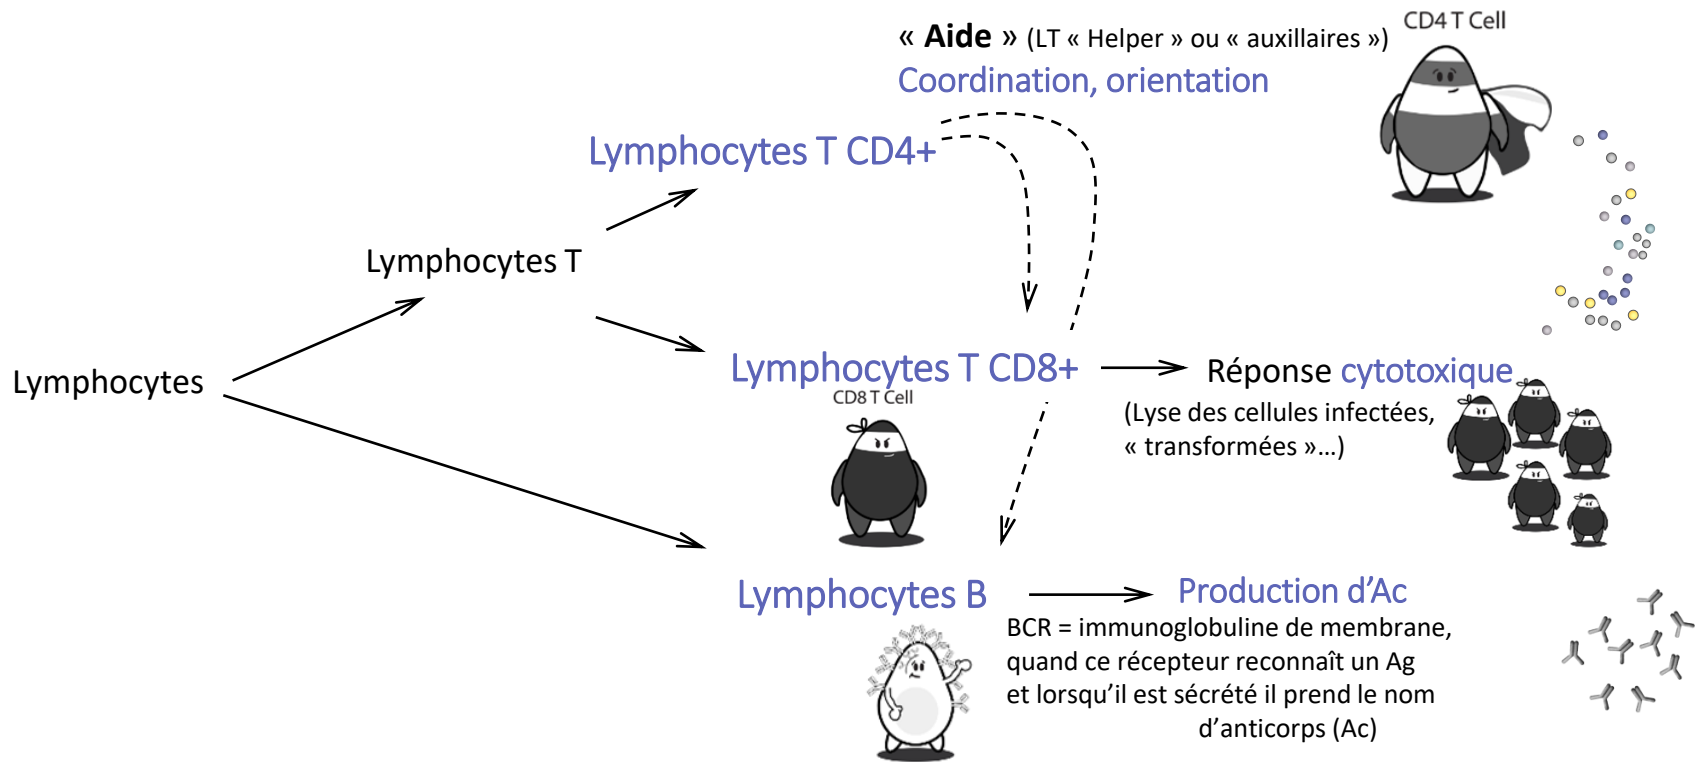 « Aide » (LT « Helper » ou « auxillaires »)
CD4 T Cell
Coordination, orientation
Lymphocytes T CD4+
Lymphocytes T
Lymphocytes
Lymphocytes T CD8+
Réponse cytotoxique
CD8 T Cell
(Lyse des cellules infectées,
« transformées »…)
Lymphocytes B
Production d’Ac
BCR = immunoglobuline de membrane,
quand ce récepteur reconnaît un Ag
et lorsqu’il est sécrété il prend le nom
d’anticorps (Ac)